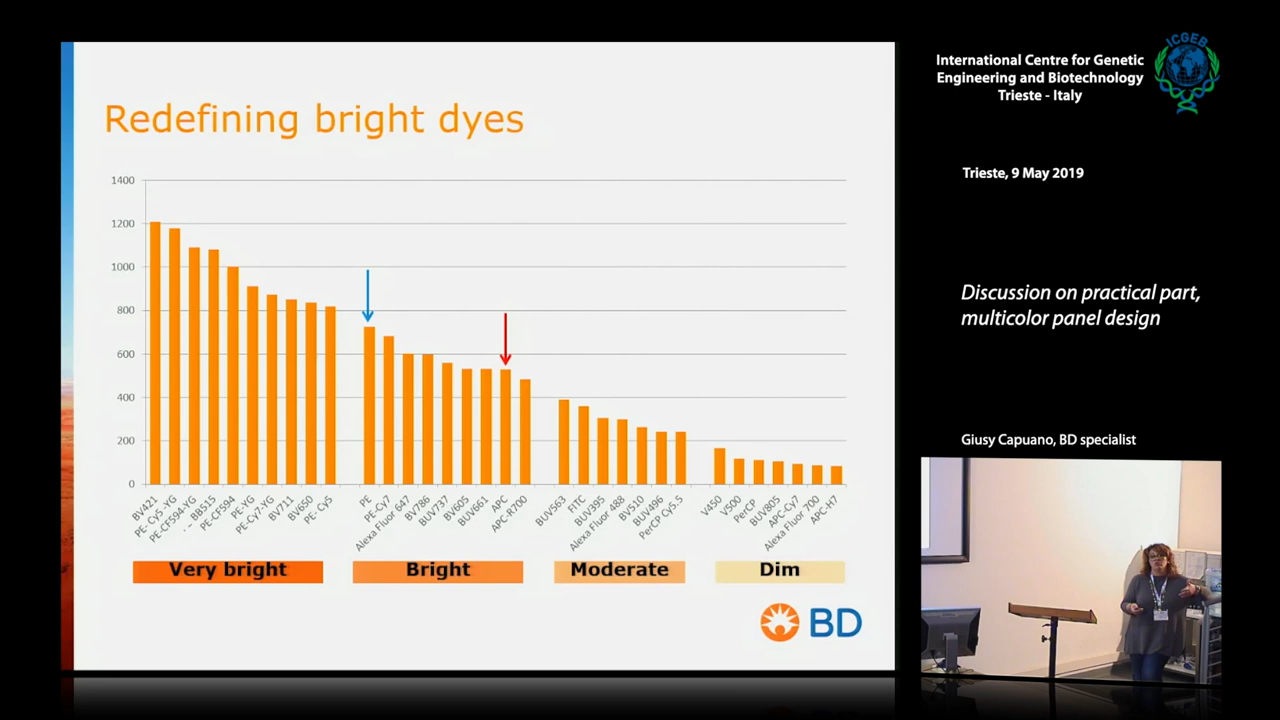 Redefining bright dyes
1400
1200
1000
800
600
400
200
0
BV421
PE- Cy5 YG
PE-CF594-YG
BB515
PE-CF594
PE-YG
PE-Cy7-YG
BV711
BV650
PE- Cy5
PE
PE-Cy7
Alexa Fluor 647
BV786
BUV737
BV605
BUV661
APC
APC-R700
BUV563
FITC
BUV395
Alexa Fluor 488
BV510
BUV496
PerCP Cy5.5
V450
V500
PerCP
BUV805
APC-Cy7
Alexa Fluor 700
APC-H7
Very bright
Bright
Moderate
Dim
BD
International Centre for Genetic
Engineering and Biotechnology
Trieste - Italy
ICGEB
Trieste, 9 May 2019
Discussion on practical part,
multicolor panel design
Giusy Capuano, BD specialist